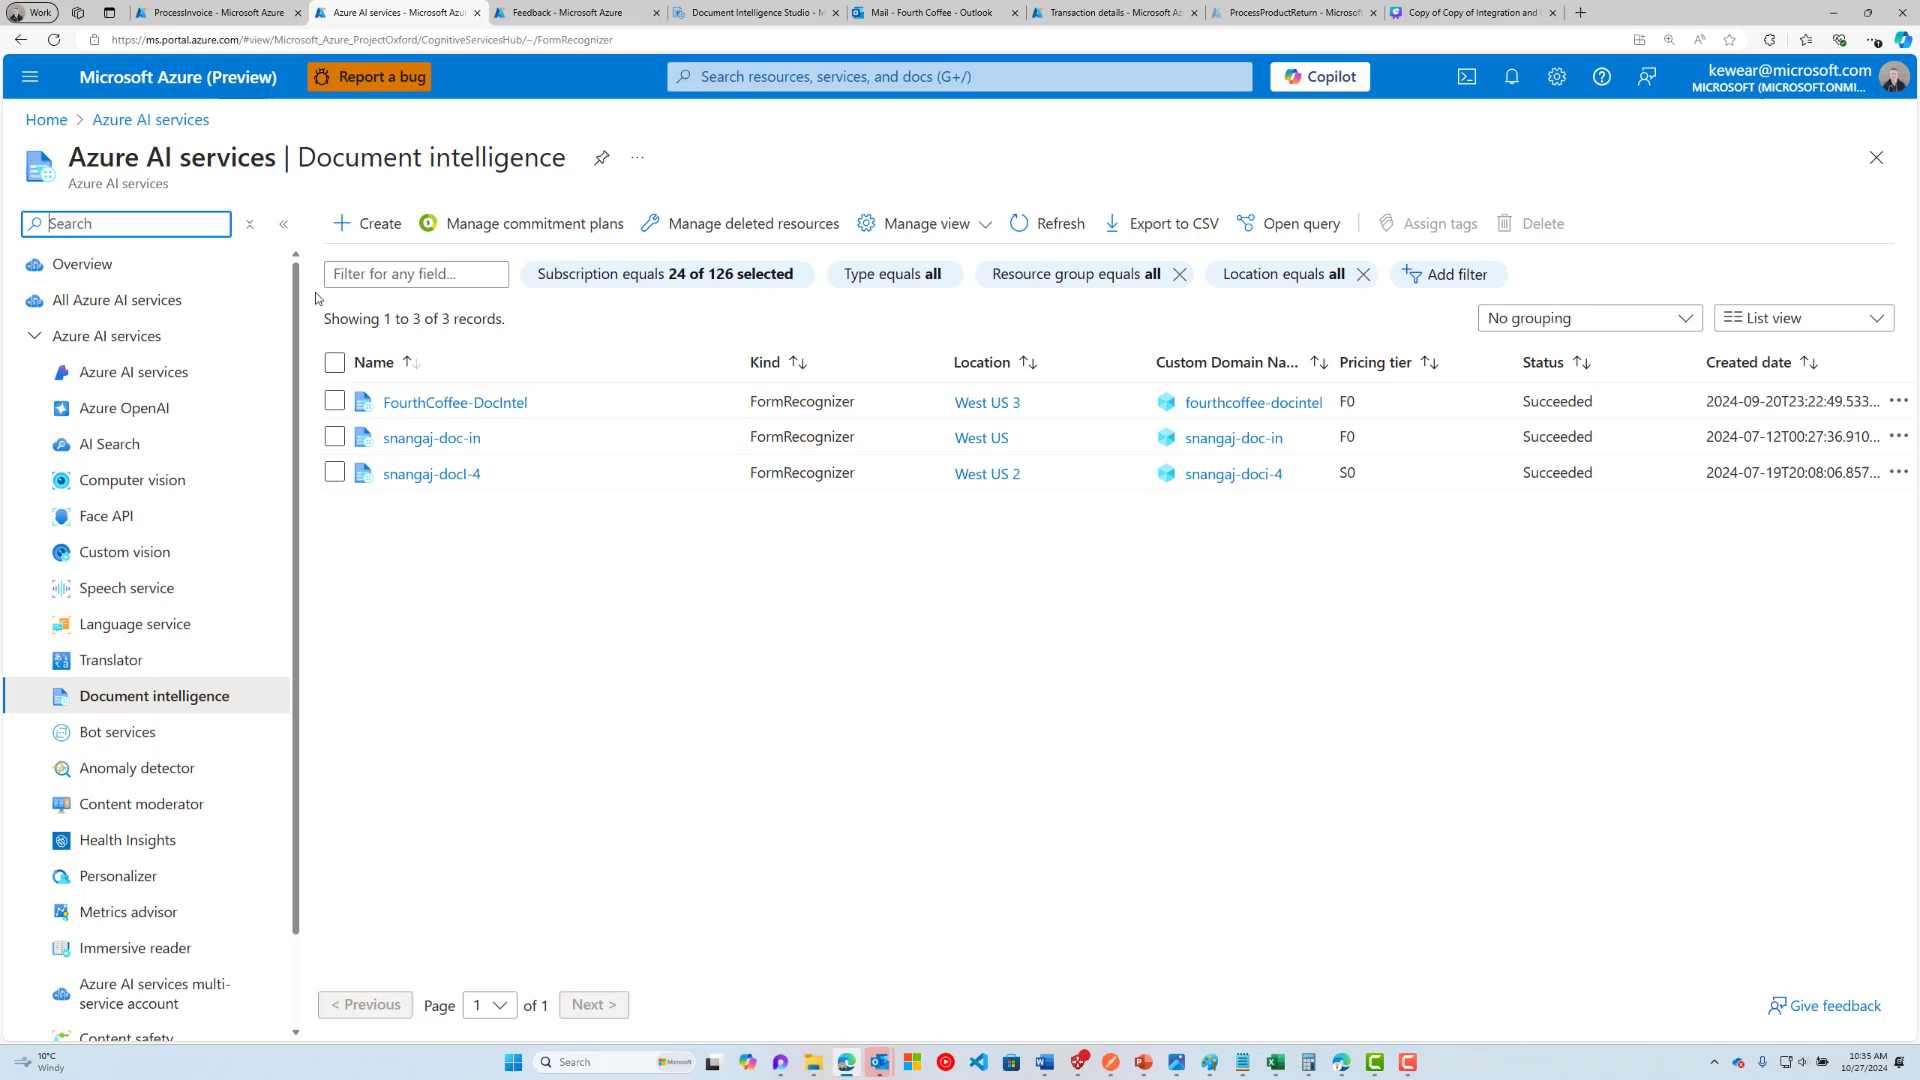 Work
ProcessInvoice - Microsoft Azure
Azure AI services - Microsoft Azu
Feedback - Microsoft Azure
Document Intelligence Studio - M
Mail - Fourth Coffee - Outlook
Transaction details - Microsoft Az
ProcessProductReturn - Microsoft
Copy of Copy of Integration and
https://ms.portal.azure.com/#view/Microsoft_Azure_ProjectOxford/CognitiveServicesHub/~/FormRecognizer
Microsoft Azure (Preview)
Report a bug
Search resources, services, and docs (G+/)
Copilot
kewear@microsoft.com
MICROSOFT (MICROSOFT.ONMI...
Home > Azure AI services
Azure AI services | Document intelligence
Azure AI services
Search
Create
Manage commitment plans
Manage deleted resources
Manage view
Refresh
Export to CSV
Open query
Assign tags
Delete
Filter for any field...
Subscription equals 24 of 126 selected
Type equals all
Resource group equals all
Location equals all
Add filter
Showing 1 to 3 of 3 records.
No grouping
List view
Name
Kind
Location
Custom Domain Na...
Pricing tier
Status
Created date
FourthCoffee-DocIntel FormRecognizer West US 3 fourthcoffee-docintel F0 Succeeded 2024-09-20T23:22:49.533...
snangaj-doc-in FormRecognizer West US snangaj-doc-in F0 Succeeded 2024-07-12T00:27:36.910...
snangaj-docI-4 FormRecognizer West US 2 snangaj-doci-4 S0 Succeeded 2024-07-19T20:08:06.857...
Overview
All Azure AI services
Azure AI services
Azure AI services
Azure OpenAI
AI Search
Computer vision
Face API
Custom vision
Speech service
Language service
Translator
Document intelligence
Bot services
Anomaly detector
Content moderator
Health Insights
Personalizer
Metrics advisor
Immersive reader
Azure AI services multi-
service account
Content safety
< Previous
Page 1 of 1
Next >
Give feedback
10°C
Windy
Search
Microsoft
10:35 AM
10/27/2024